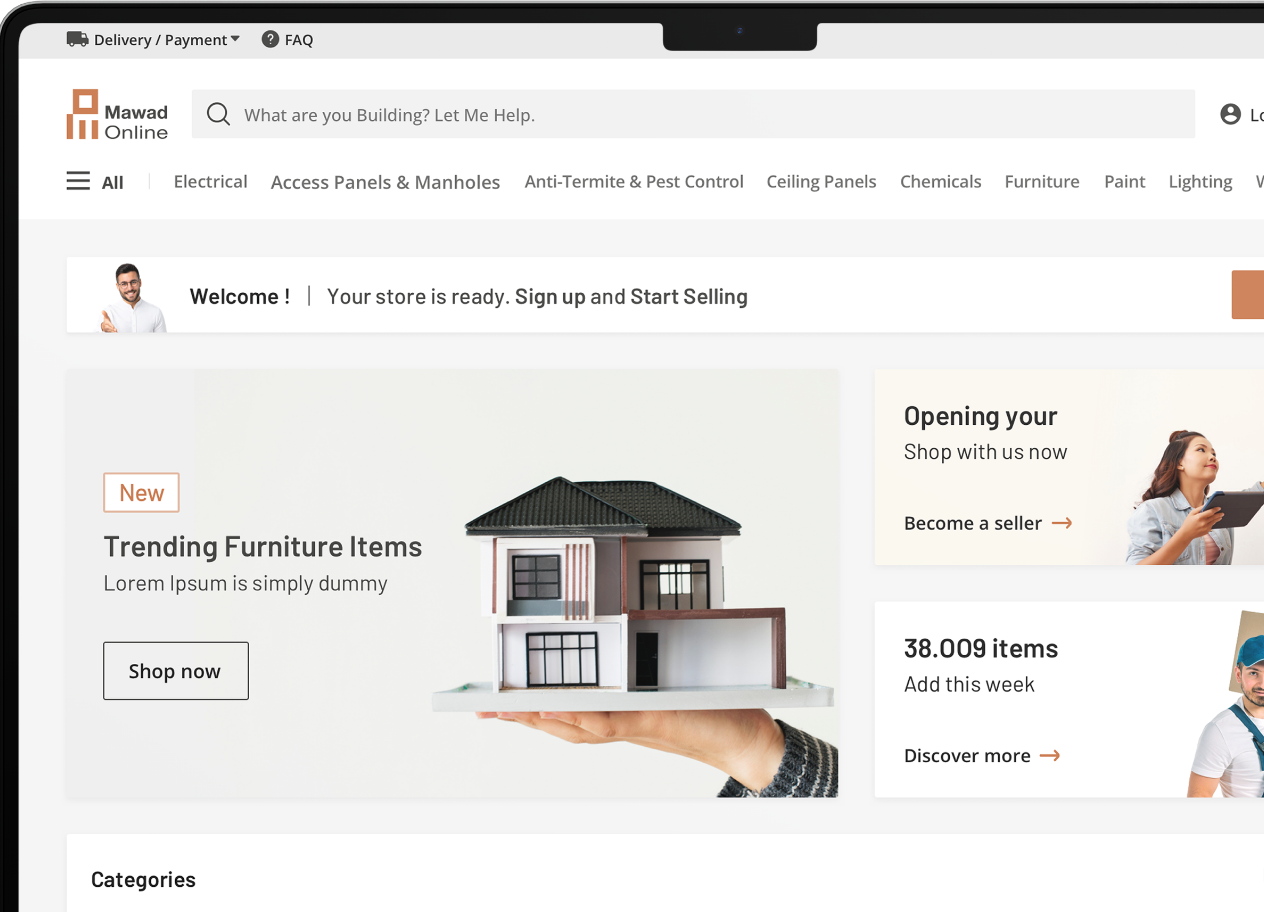 Delivery / Payment
FAQ
Mawad
Online
What are you Building? Let Me Help.
All
Electrical
Access Panels & Manholes
Anti-Termite & Pest Control
Ceiling Panels
Chemicals
Furniture
Paint
Lighting
Welcome ! | Your store is ready. Sign up and Start Selling
New
Trending Furniture Items
Lorem Ipsum is simply dummy
Shop now
Opening your
Shop with us now
Become a seller
38.009 items
Add this week
Discover more
Categories